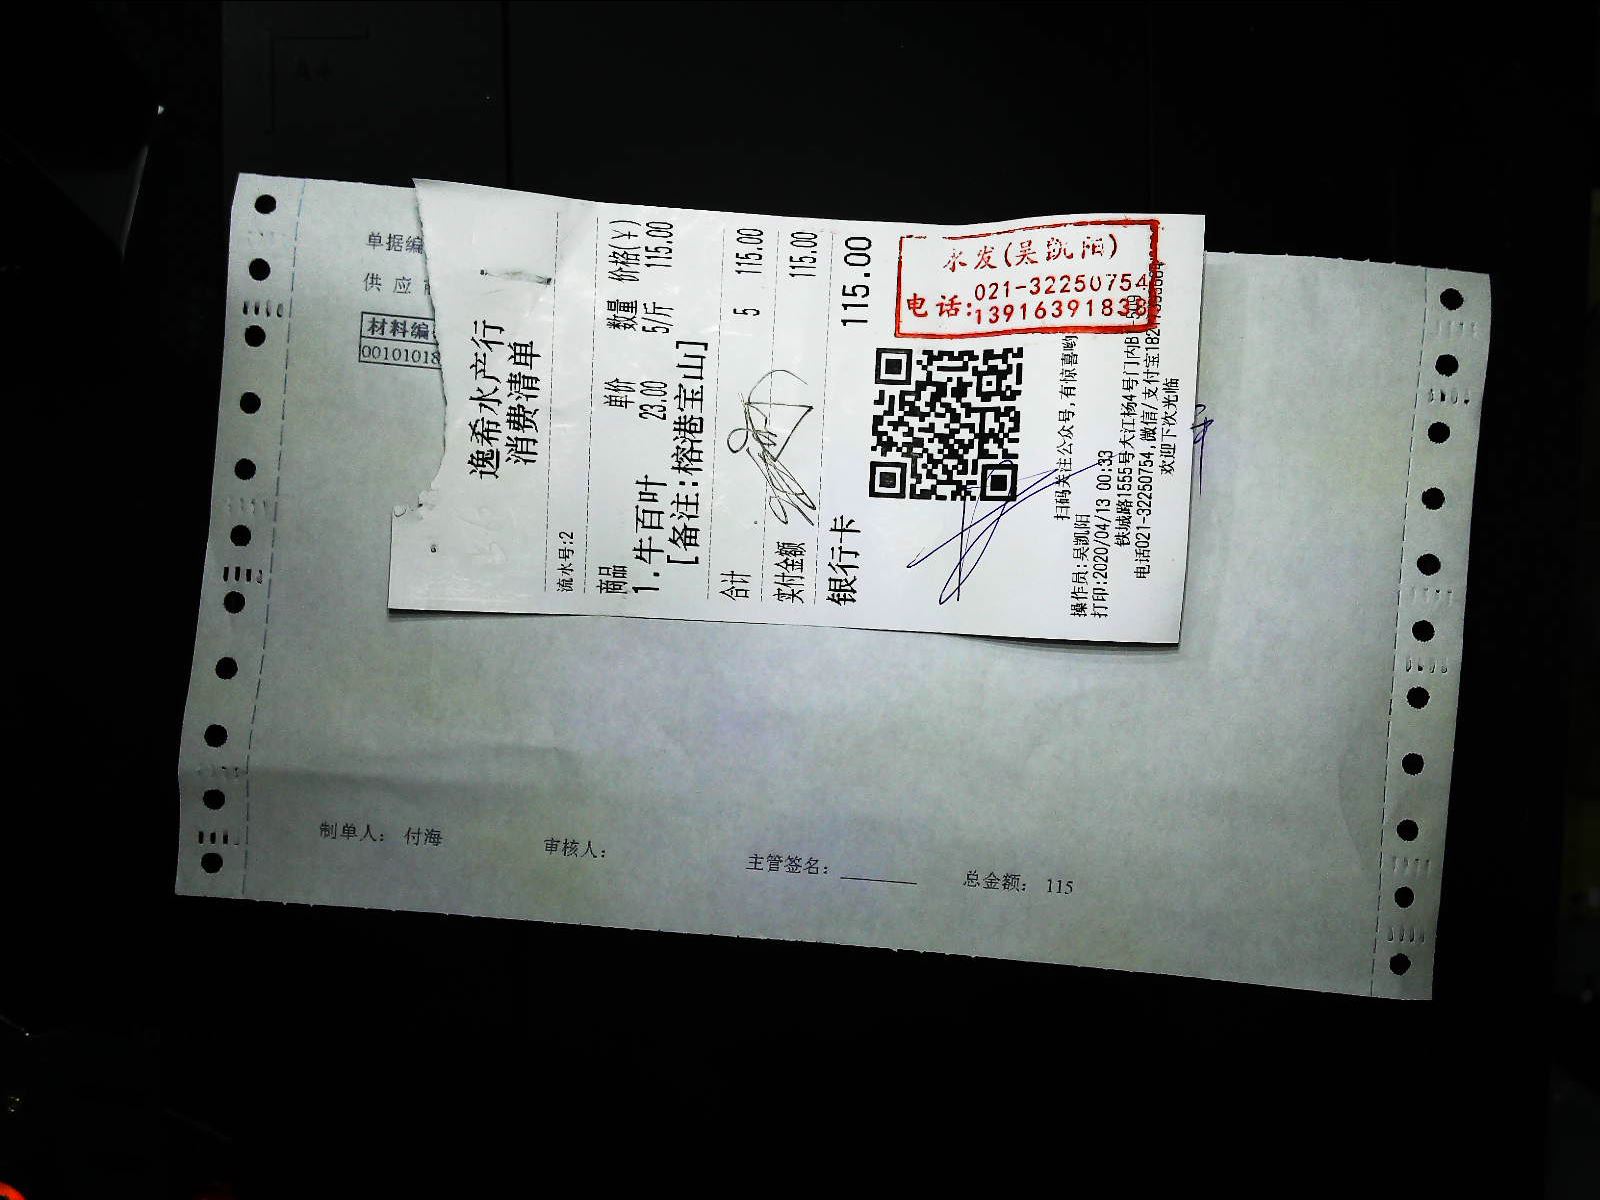 单据编
供应
材料编
00101018
逸希水产行
消费清单
流水号:2
商品 单价 数量 价格(￥)
1.牛百叶 23.00 5/斤 115.00
[备注:榕港宝山]
合计 5 115.00
实付金额 115.00
银行卡 115.00
水发(吴凯阳)
电话:021-32250754
13916391838
扫码关注公众号,有惊喜哟
操作员:吴凯阳
打印:2020/04/13 00:33
铁城路1555号大江杨4号门内B
电话021-32250754,微信/支付宝182
欢迎下次光临
制单人: 付海
审核人:
主管签名:
总金额: 115